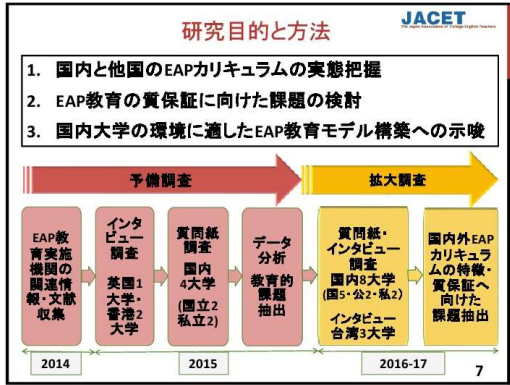 研究目的と方法
JACET
The Japan Association of College English Teachers
1. 国内と他国のEAPカリキュラムの実態把握
2. EAP教育の質保証に向けた課題の検討
3. 国内大学の環境に適したEAP教育モデル構築への示唆
予備調査
拡大調査
EAP教
育実施
機関の
関連情
報・文献
収集
インタ
ビュー
調査
英国1
大学・
香港2
大学
質問紙
調査
国内
4大学
(国立2
私立2)
データ
分析
教育的
課題
抽出
質問紙・
インタビュー
調査
国内8大学
(国5・公2・私2)
インタビュー
台湾3大学
国内外EAP
カリキュラ
ムの特徴・
質保証へ
向けた
課題抽出
2014
2015
2016-17
7